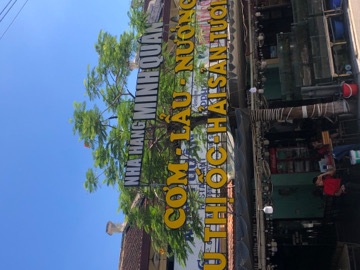 NHÀ HÀNG MINH QUÂN
CƠM - LẨU - NƯỚNG
U THỊ ỐC - HẢI SẢN TƯƠI